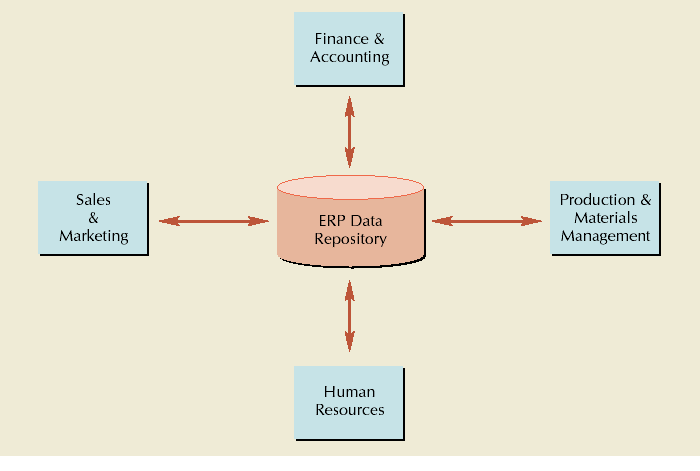 Finance &
Accounting
Sales
&
Marketing
ERP Data
Repository
Production &
Materials
Management
Human
Resources